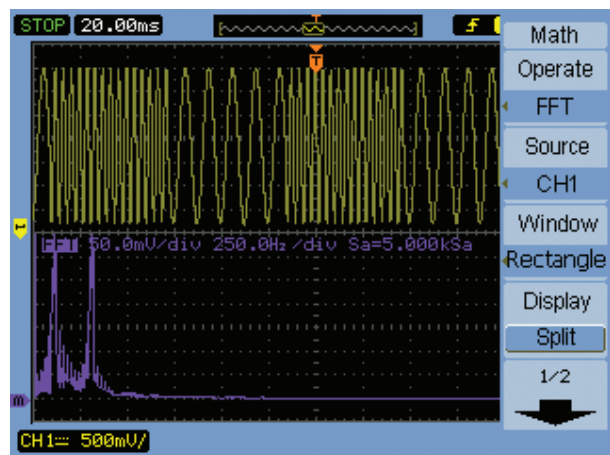 STOP 20.00ms
T
T
Math
Operate
FFT
Source
CH1
Window
Rectangle
Display
Split
1/2
1
FFT 50.0mV/div 250.0Hz/div Sa=5.000kSa
m
CH1 500mV/